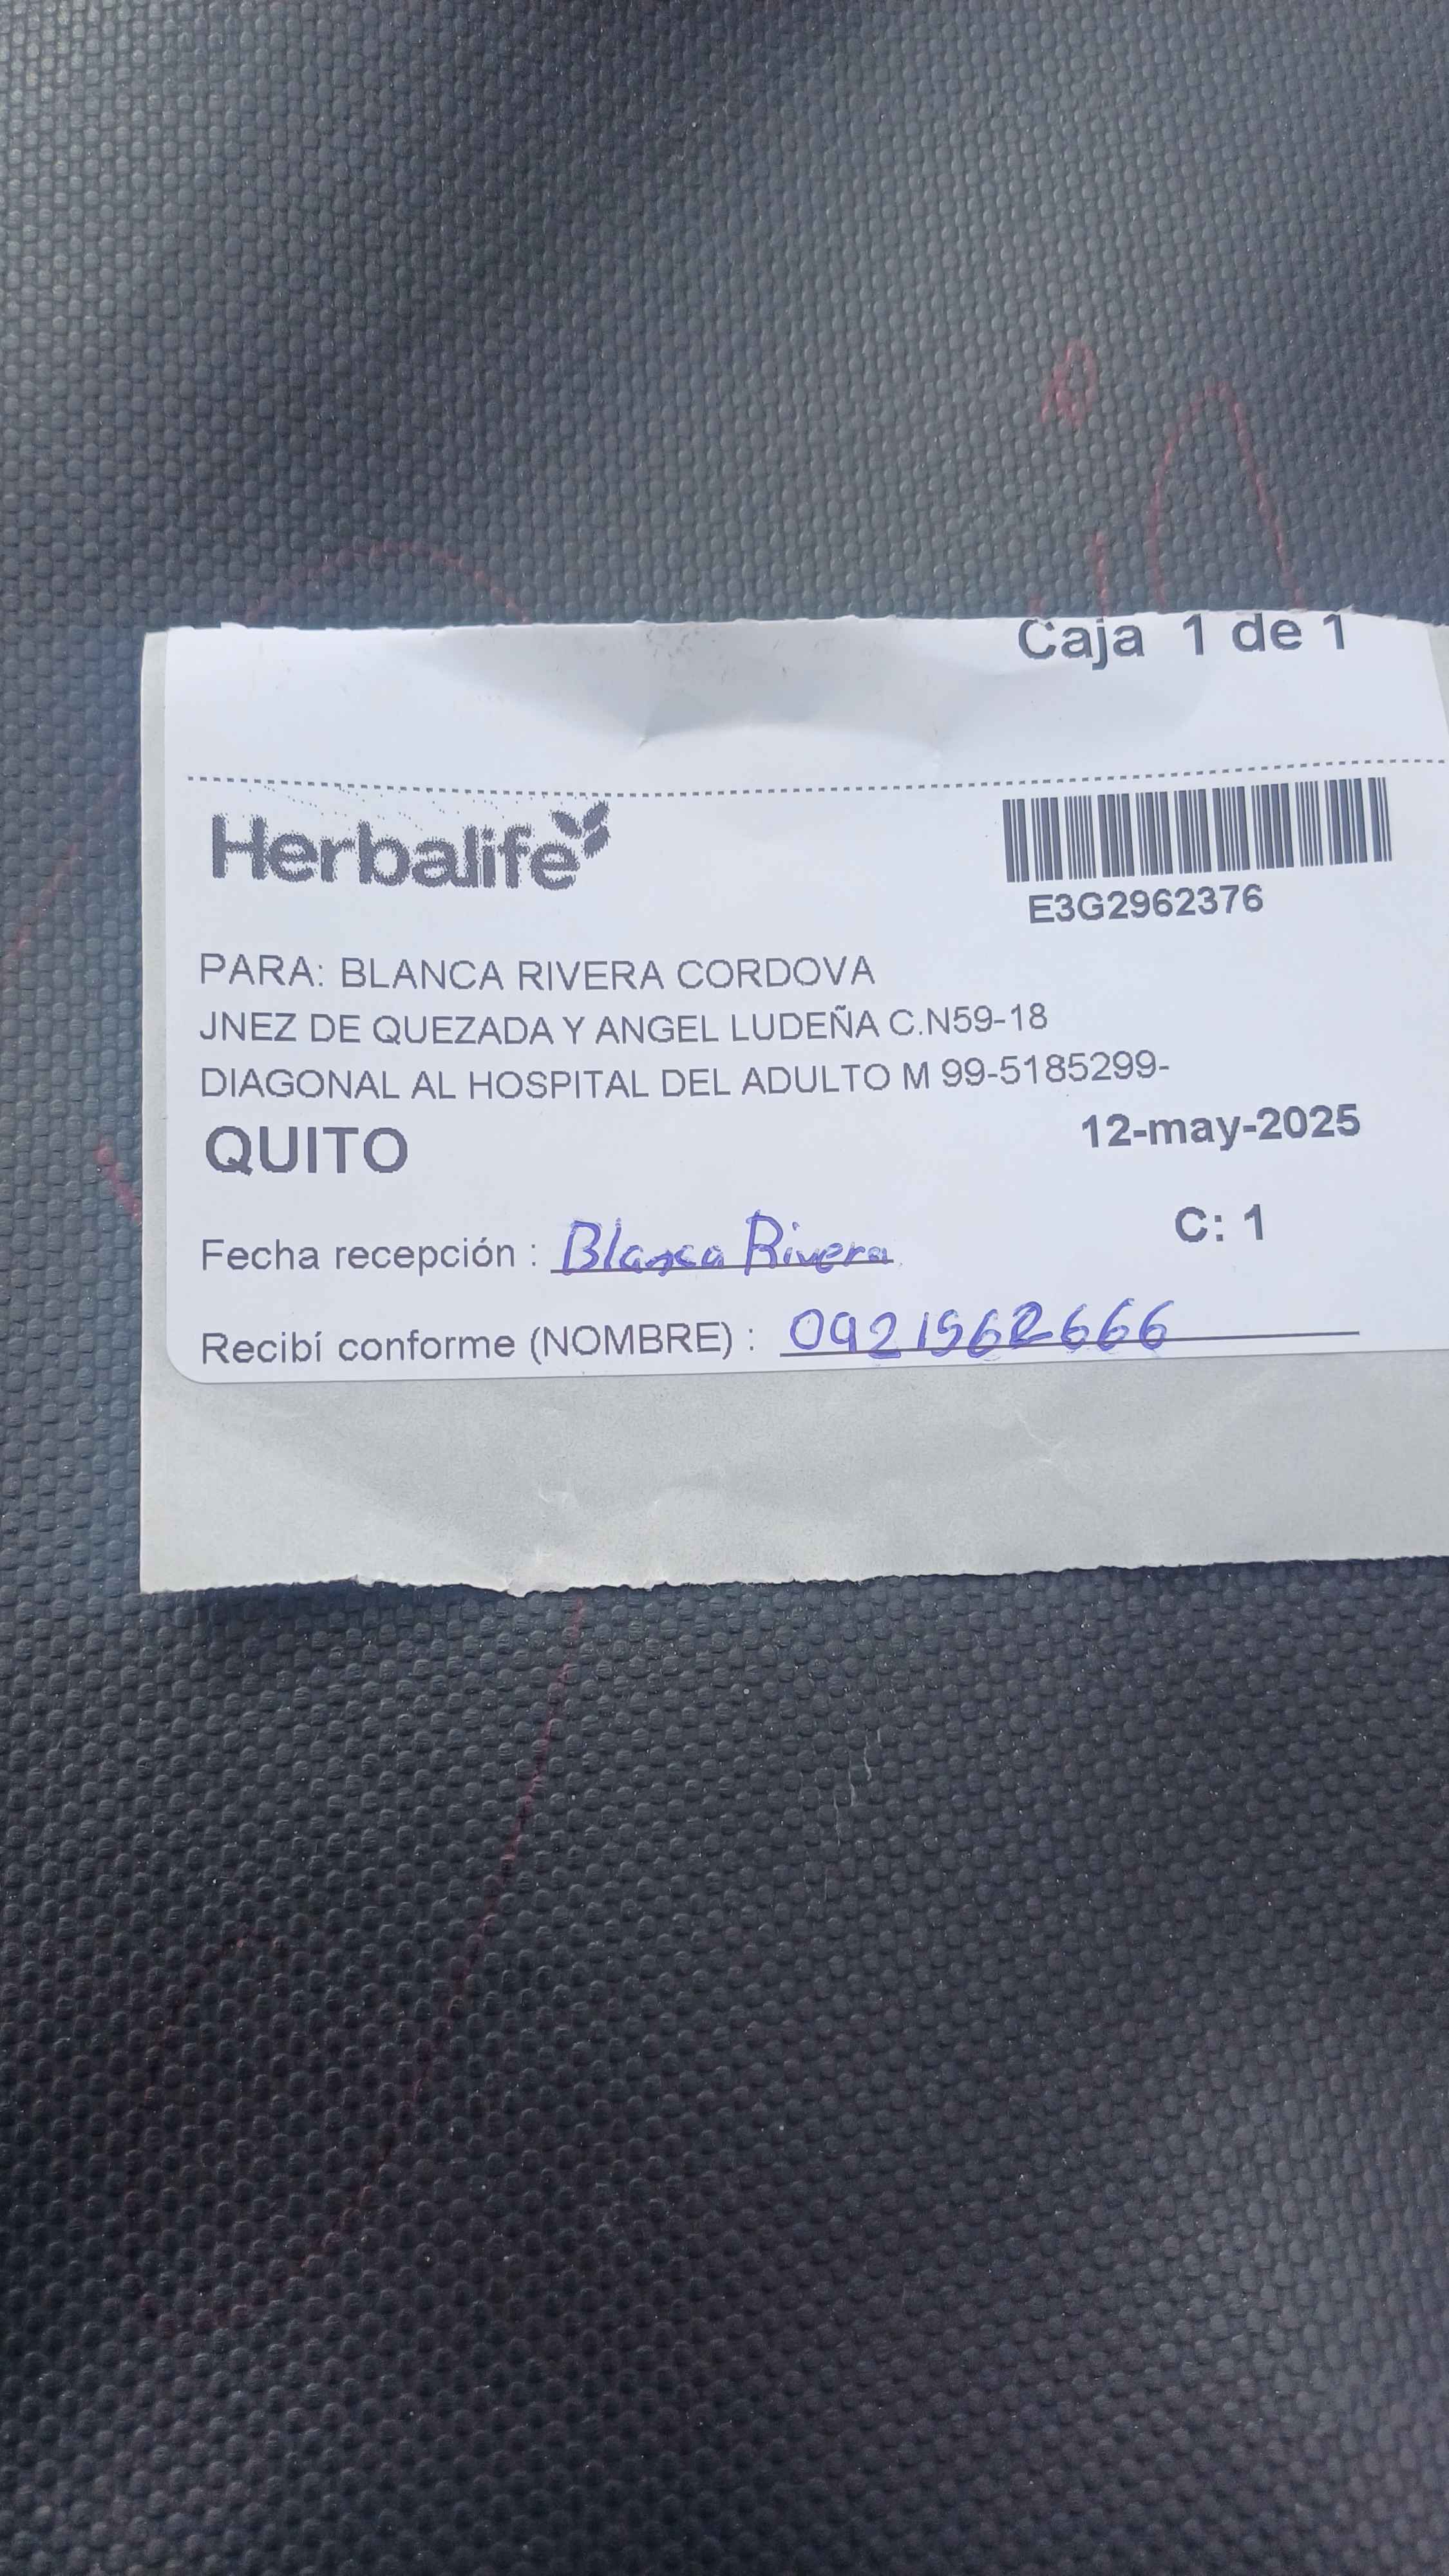 Caja 1 de 1
Herbalife
E3G2962376
PARA: BLANCA RIVERA CORDOVA
JNEZ DE QUEZADA Y ANGEL LUDEÑA C.N59-18
DIAGONAL AL HOSPITAL DEL ADULTO M 99-5185299-
QUITO
12-may-2025
C: 1
Fecha recepción : Blanca Rivera
Recibí conforme (NOMBRE) : 0921562666